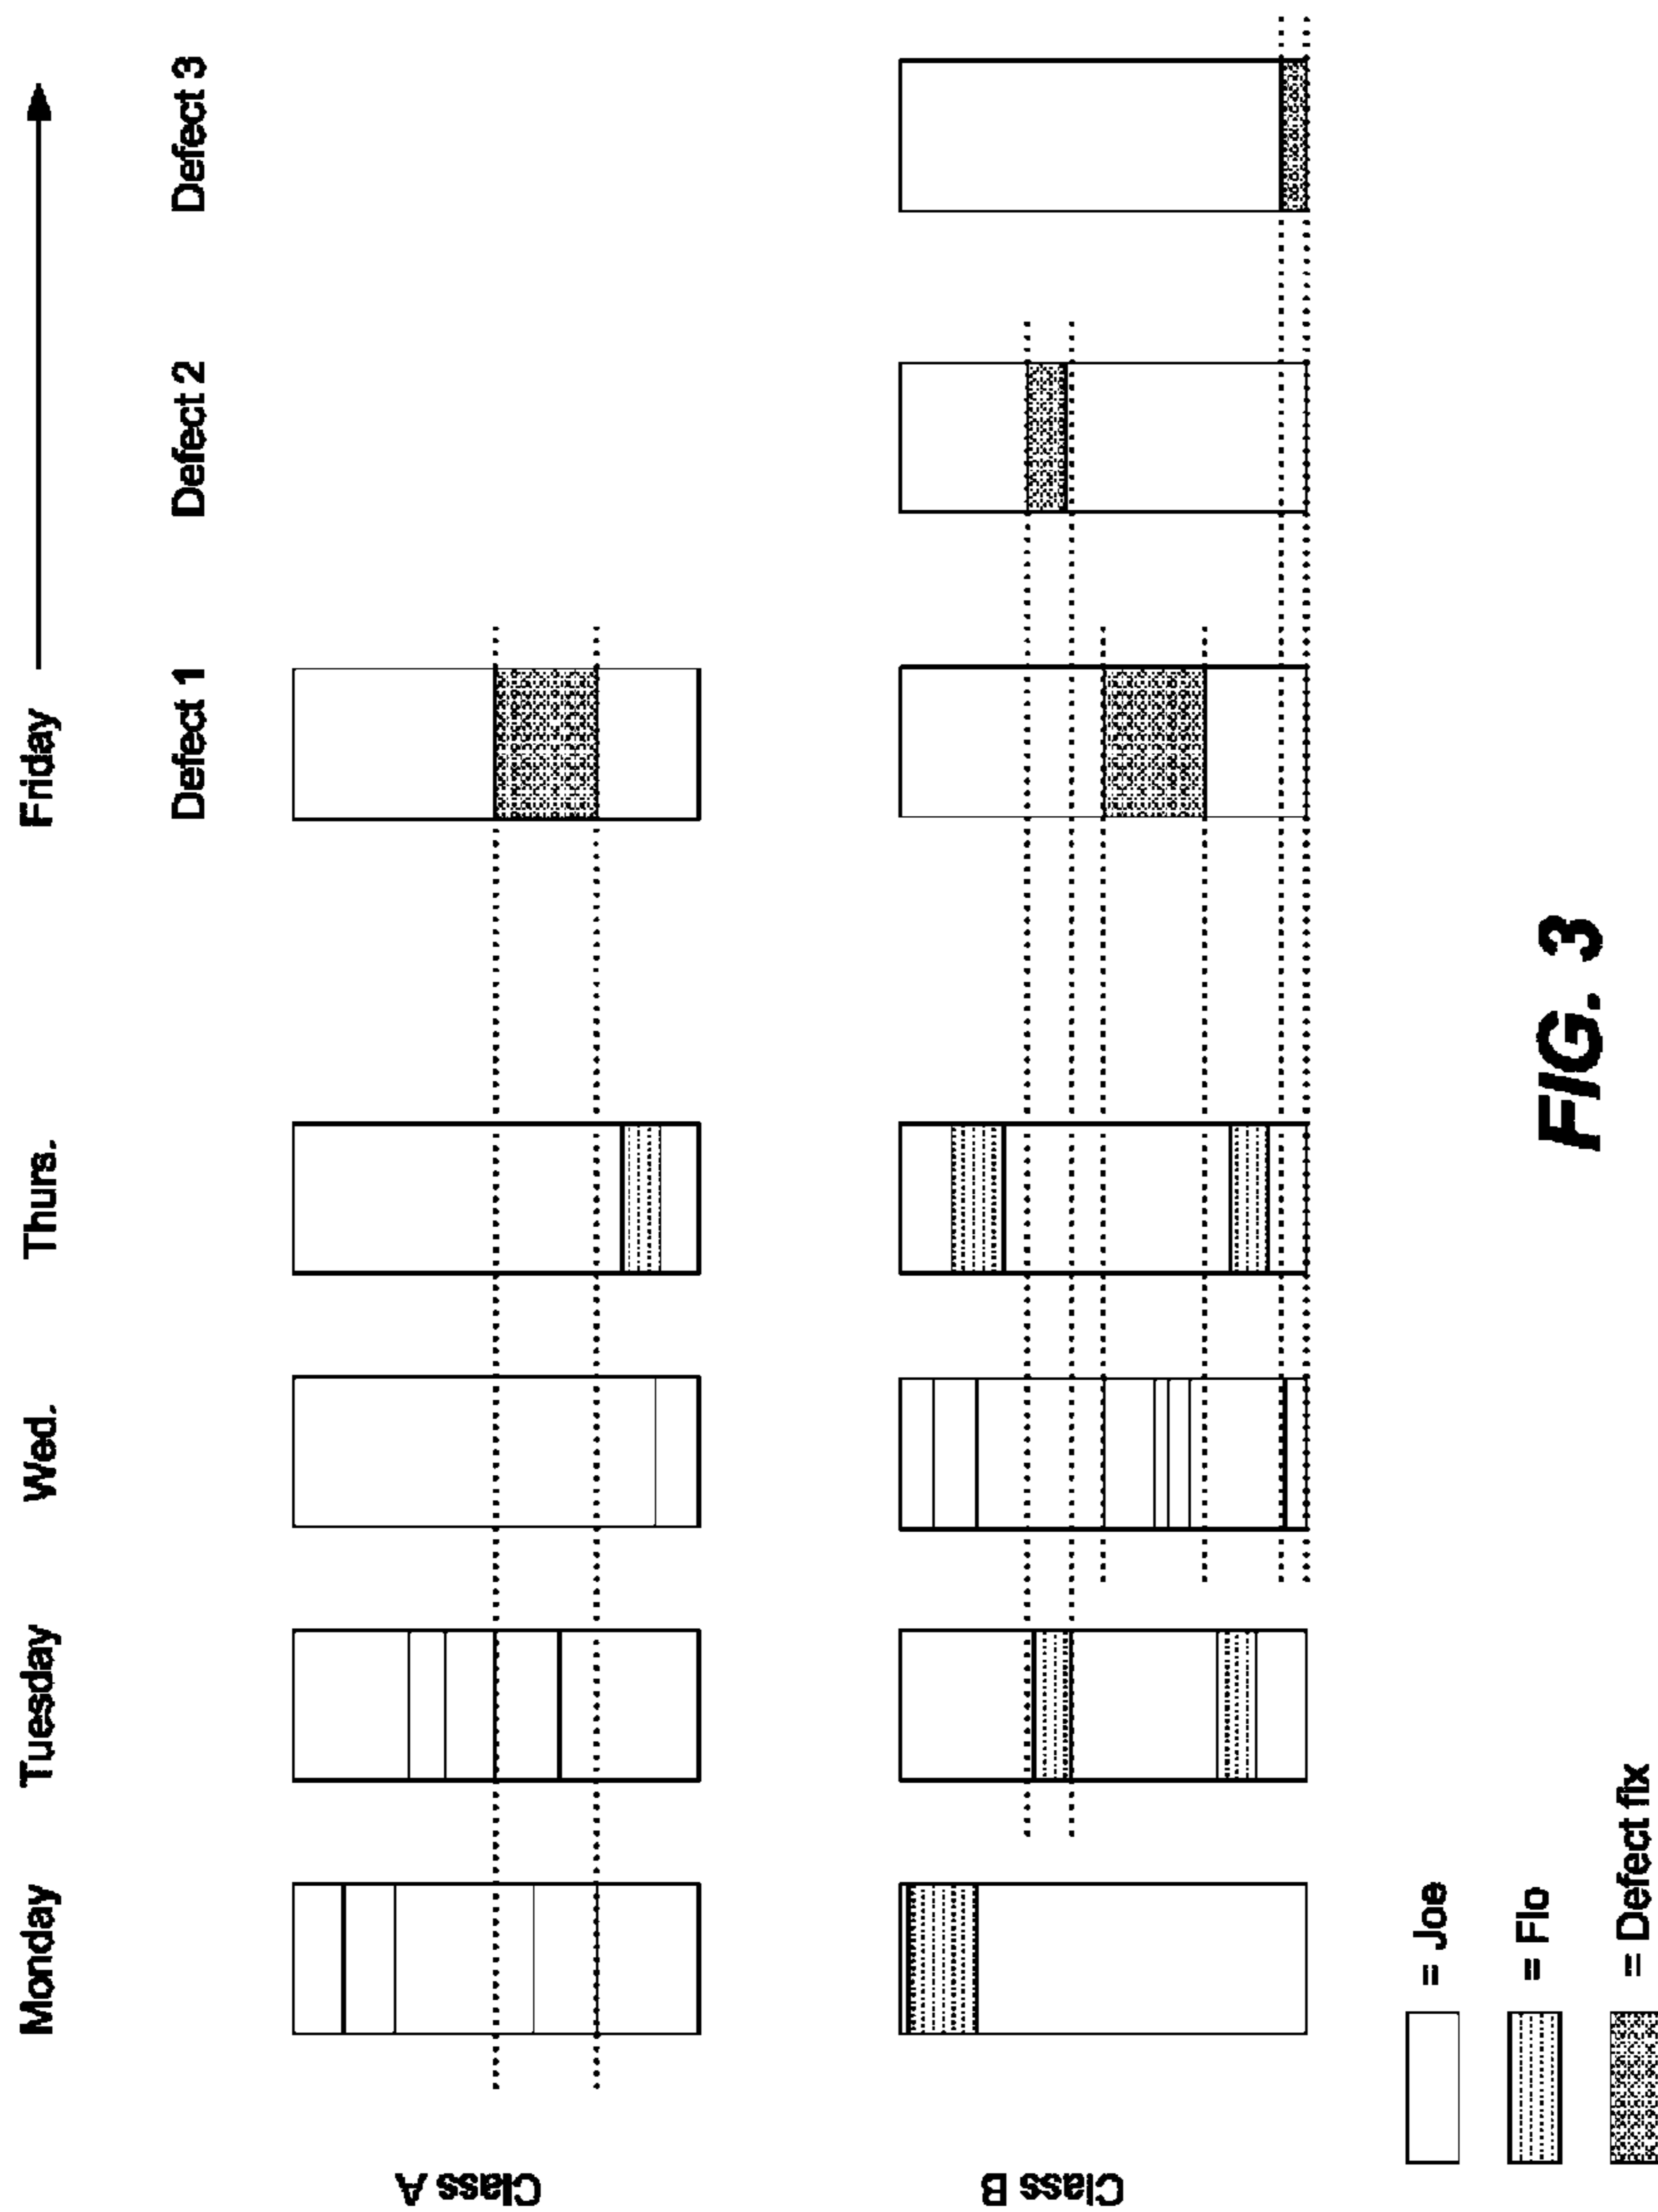 Monday
Tuesday
Wed.
Thurs.
Friday
Defect 1
Defect 2
Defect 3
Class A
Class B
= Joe
= Flo
= Defect fix
FIG. 3